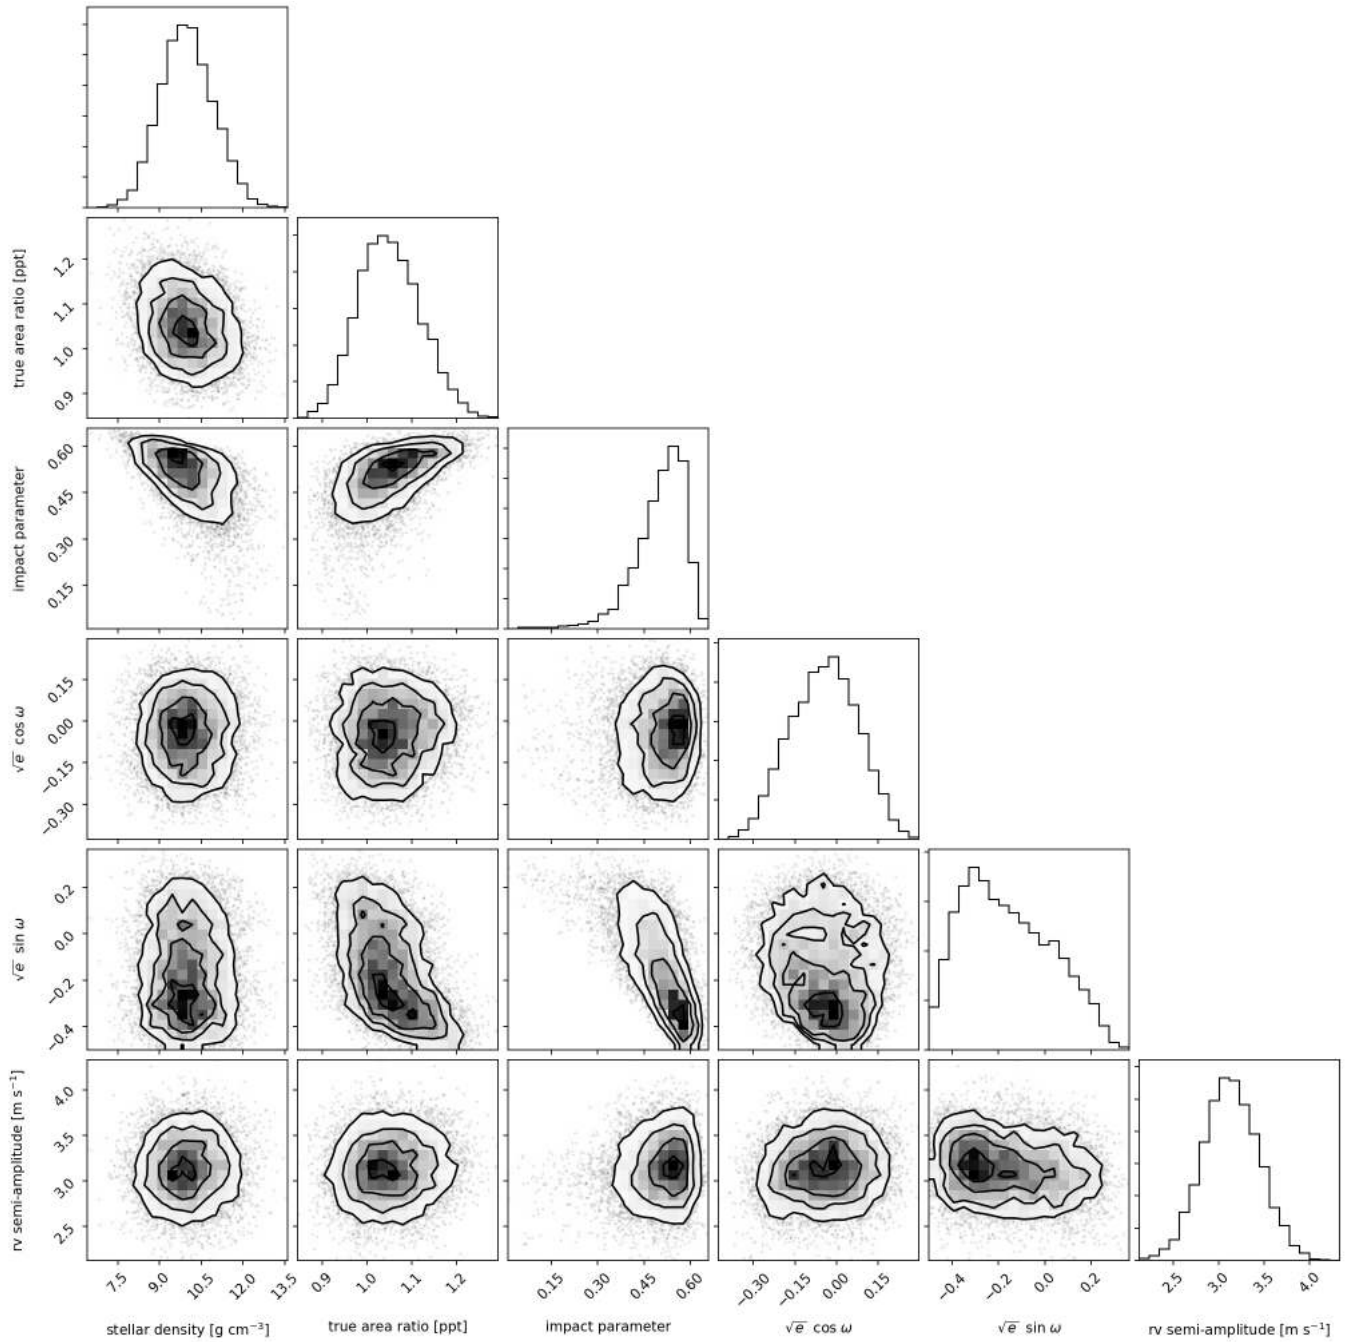 true area ratio [ppt]
1.2
1.1
1.0
0.9
impact parameter
0.60
0.45
0.30
0.15
√e cos ω
0.15
0.00
−0.15
−0.30
√e sin ω
0.2
0.0
−0.2
−0.4
rv semi-amplitude [m s⁻¹]
4.0
3.5
3.0
2.5
7.5 9.0 10.5 12.0 13.5 0.9 1.0 1.1 1.2 0.15 0.30 0.45 0.60 −0.30 −0.15 0.00 0.15 −0.4 −0.2 0.0 0.2 2.5 3.0 3.5 4.0
stellar density [g cm⁻³] true area ratio [ppt] impact parameter √e cos ω √e sin ω rv semi-amplitude [m s⁻¹]